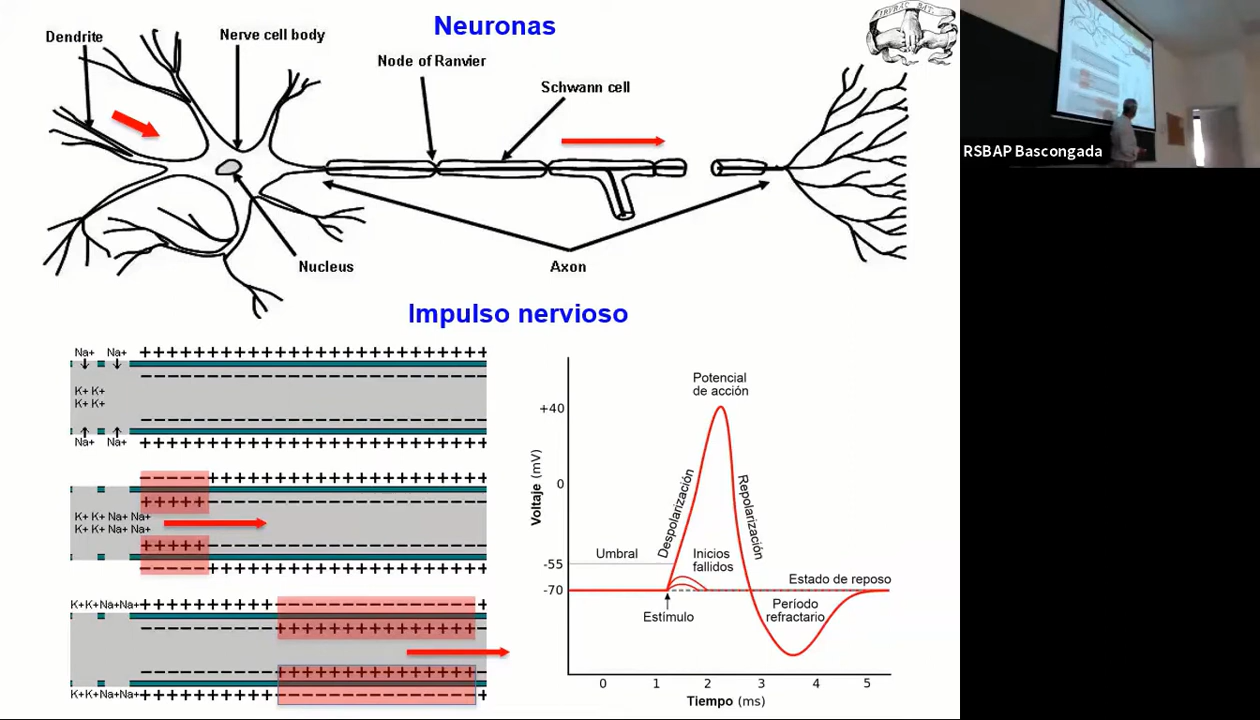 Neuronas
Dendrite
Nerve cell body
Node of Ranvier
Schwann cell
Nucleus
Axon
RSBAP Bascongada
Impulso nervioso
Na+ Na+ +++++++++++++++++++++++++++++
K+ K+
K+ K+
Na+ Na+
K+ K+ Na+ Na+
K+ K+ Na+ Na+
K++K++Na+Na+
K++K++Na+Na+
Voltaje (mV)
+40
0
-55
-70
Potencial
de acción
Despolarización
Repolarización
Umbral
Inicios
fallidos
Estado de reposo
Estímulo
Período
refractario
0 1 2 3 4 5
Tiempo (ms)